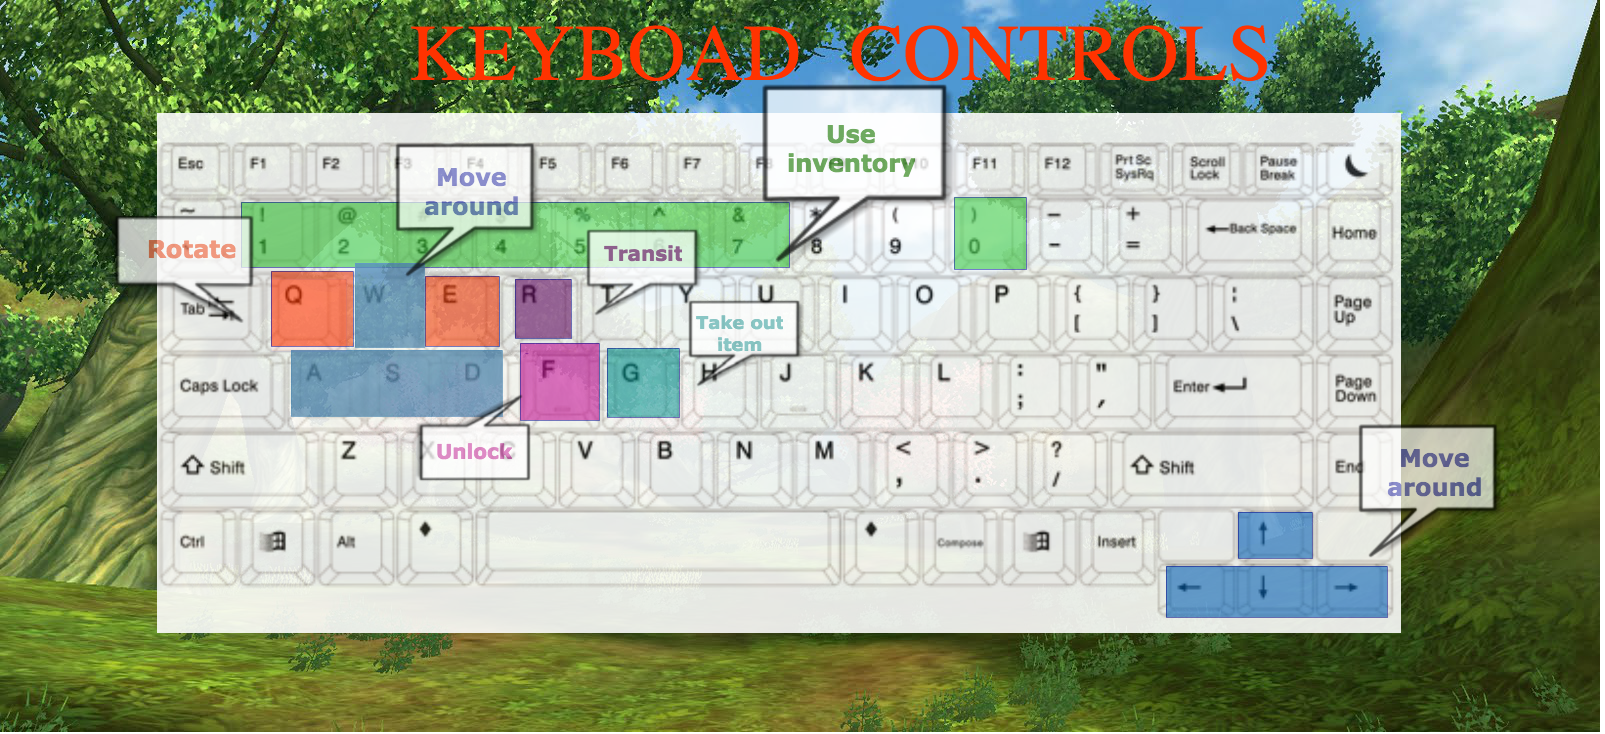 KEYBOAD CONTROLS
Use
inventory
Move
around
Esc F1 F2 F3 F4 F5 F6 F7 F8 F11 F12 Prt Sc SysRq Scroll Lock Pause Break
~ ! @ % ^ & * ( ) − +
1 2 3 4 5 6 7 8 9 0 - = Back Space Home
Rotate
Transit
Tab Q W E R T Y U I O P { [ } ] ¦ \ Page Up
Take out
item
Caps Lock A S D F G H J K L : ; " , Enter Page Down
Unlock
Shift Z X C V B N M < , > . ? / Shift End
Move
around
Ctrl Alt ♦ ♦ Compose Insert ↑
← ↓ →